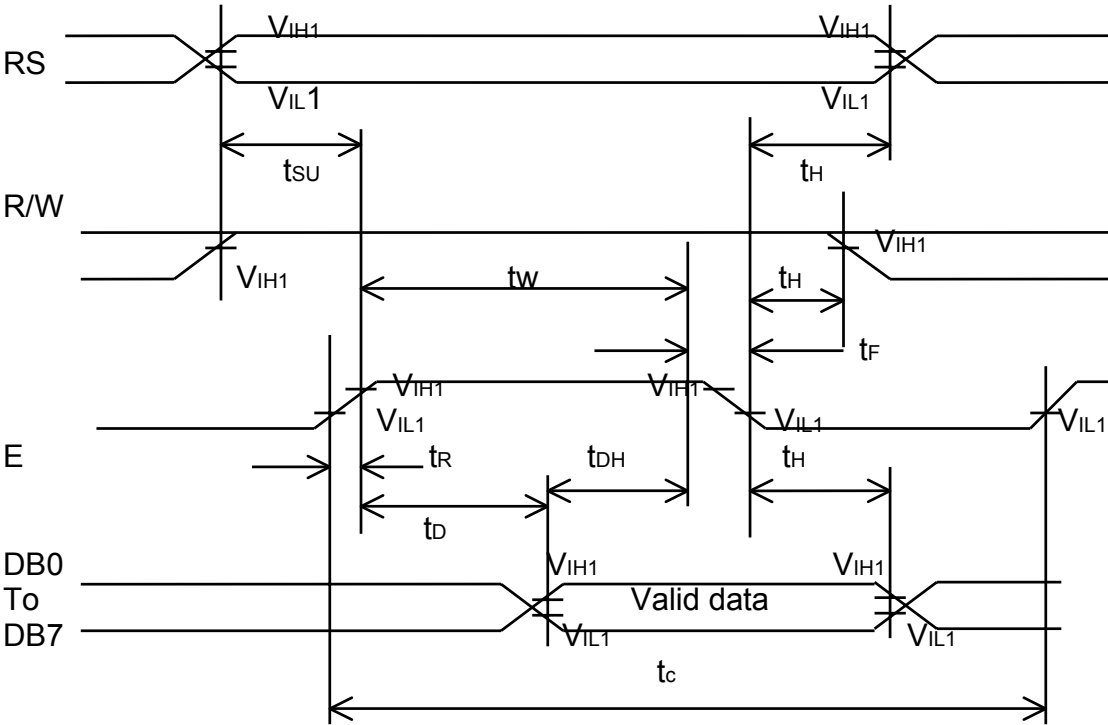 VIH1 VIH1
RS
VIL1 VIL1
tSU tH
R/W
VIH1 VIH1
tw tH
tF
VIH1 VIH1
VIL1 VIL1 VIL1
E tR tDH tH
tD
DB0 VIH1 VIH1
To Valid data
DB7 VIL1 VIL1
tc